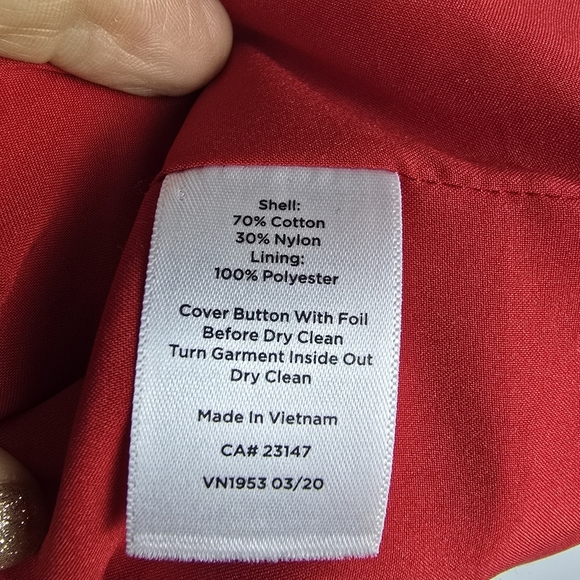 Shell:
70% Cotton
30% Nylon
Lining:
100% Polyester
Cover Button With Foil
Before Dry Clean
Turn Garment Inside Out
Dry Clean
Made In Vietnam
CA# 23147
VN1953 03/20